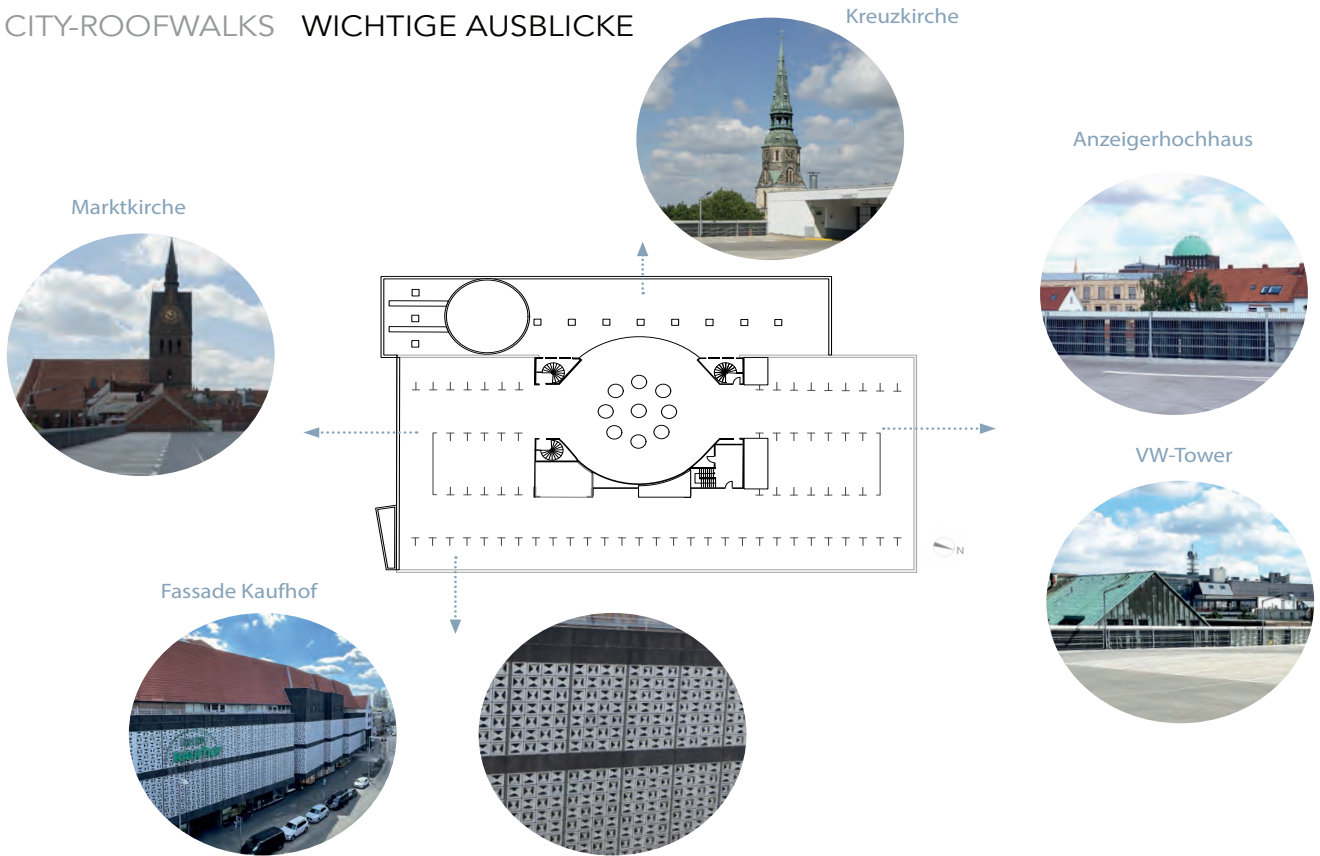 CITY-ROOFWALKS WICHTIGE AUSBLICKE
Kreuzkirche
Anzeigerhochhaus
Marktkirche
VW-Tower
N
Fassade Kaufhof